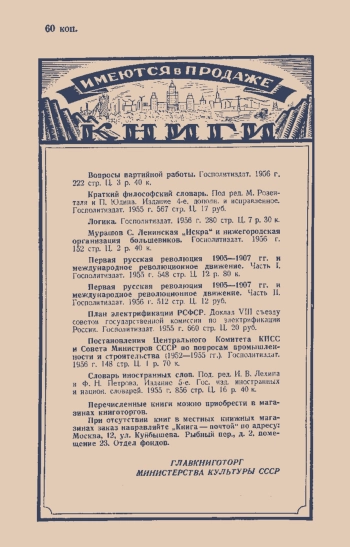 60 коп.
ИМЕЮТСЯ В ПРОДАЖЕ
КНИГИ
Вопросы партийной работы. Госполитиздат. 1956 г.
222 стр. Ц. 3 р. 40 к.
Краткий философский словарь. Под ред. М. Розен-
таля и П. Юдина. Издание 4-е, дополн. и исправленное.
Госполитиздат. 1955 г. 567 стр. Ц. 17 руб.
Логика. Госполитиздат. 1956 г. 280 стр. Ц. 7 р. 30 к.
Мурашов С. Ленинская „Искра" и нижегородская
организация большевиков. Госполитиздат. 1956 г.
152 стр. Ц. 2 р. 40 к.
Первая русская революция 1905—1907 гг. и
международное революционное движение. Часть I.
Госполитиздат. 1955 г. 548 стр. Ц. 12 р. 80 к.
Первая русская революция 1905—1907 гг. и
международное революционное движение. Часть II.
Госполитиздат. 1956 г. 512 стр. Ц. 12 руб.
План электрификации РСФСР. Доклад VIII съезду
советов государственной комиссии по электрификации
России. Госполитиздат. 1955 г. 660 стр. Ц. 20 руб.
Постановления Центрального Комитета КПСС
и Совета Министров СССР по вопросам промышлен-
ности и строительства (1952—1955 гг.). Госполитиздат.
1956 г. 148 стр. Ц. 1 р. 70 к.
Словарь иностранных слов. Под ред. И. В. Лехина
и Ф. Н. Петрова. Издание 5-е. Гос. изд. иностранных
и национ. словарей. 1955 г. 856 стр. Ц. 16 р. 40 к.
Перечисленные книги можно приобрести в мага-
зинах книготоргов.
При отсутствии книг в местных книжных мага-
зинах заказ направляйте „Книга—почтой" по адресу:
Москва, 12, ул. Куйбышева. Рыбный пер., д. 2, поме-
щение 23. Отдел фондов.
ГЛАВКНИГОТОРГ
МИНИСТЕРСТВА КУЛЬТУРЫ СССР